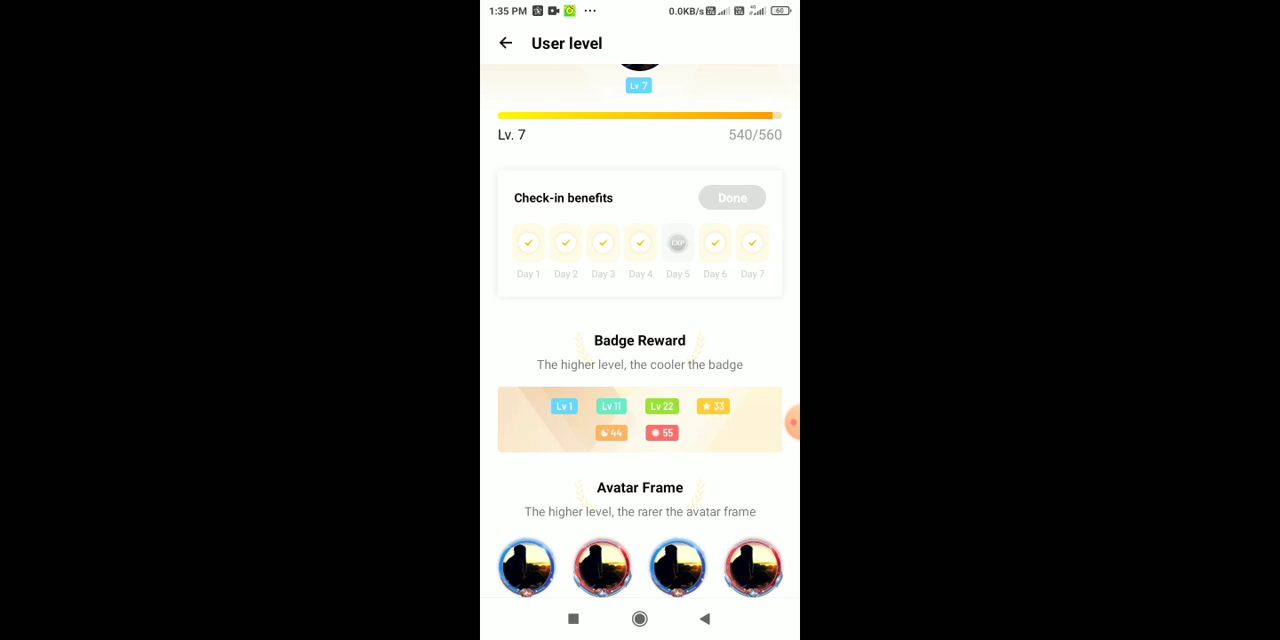 1:35 PM ... 0.0KB/s 4G 60
User level
Lv 7
Lv. 7 540/560
Check-in benefits Done
EXP
Day 1 Day 2 Day 3 Day 4 Day 5 Day 6 Day 7
Badge Reward
The higher level, the cooler the badge
Lv 1 Lv 11 Lv 22 33
44 55
Avatar Frame
The higher level, the rarer the avatar frame